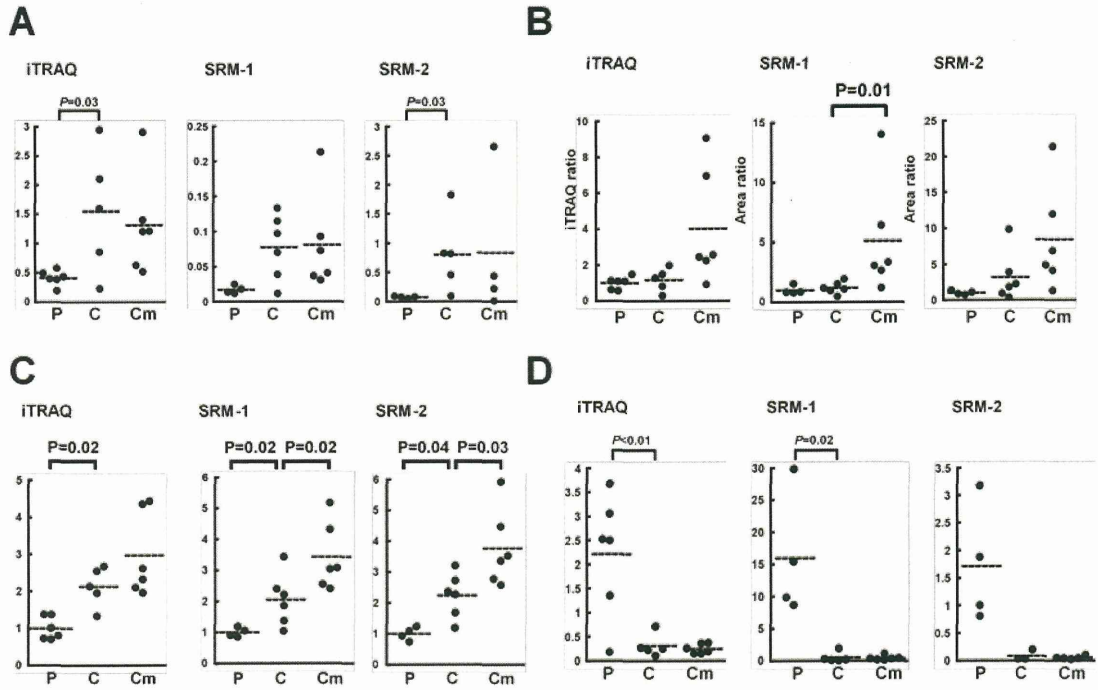 A
B
iTRAQ
SRM-1
SRM-2
P=0.03
P=0.03
3
2.5
2
1.5
1
0.5
0
P C Cm
0.25
0.2
0.15
0.1
0.05
P C Cm
3
2.5
2
1.5
1
0.5
0
P C Cm
iTRAQ
SRM-1
SRM-2
P=0.01
iTRAQ ratio
10
8
6
4
2
0
P C Cm
Area ratio
15
10
5
0
P C Cm
Area ratio
25
20
15
10
5
0
P C Cm
C
D
iTRAQ
SRM-1
SRM-2
P=0.02
P=0.02 P=0.02
P=0.04 P=0.03
5
4
3
2
1
0
P C Cm
6
5
4
3
2
1
0
P C Cm
6
5
4
3
2
1
0
P C Cm
iTRAQ
SRM-1
SRM-2
P<0.01
P=0.02
4
3.5
3
2.5
2
1.5
1
0.5
0
P C Cm
30
25
20
15
10
5
0
P C Cm
4
3.5
3
2.5
2
1.5
1
0.5
0
P C Cm